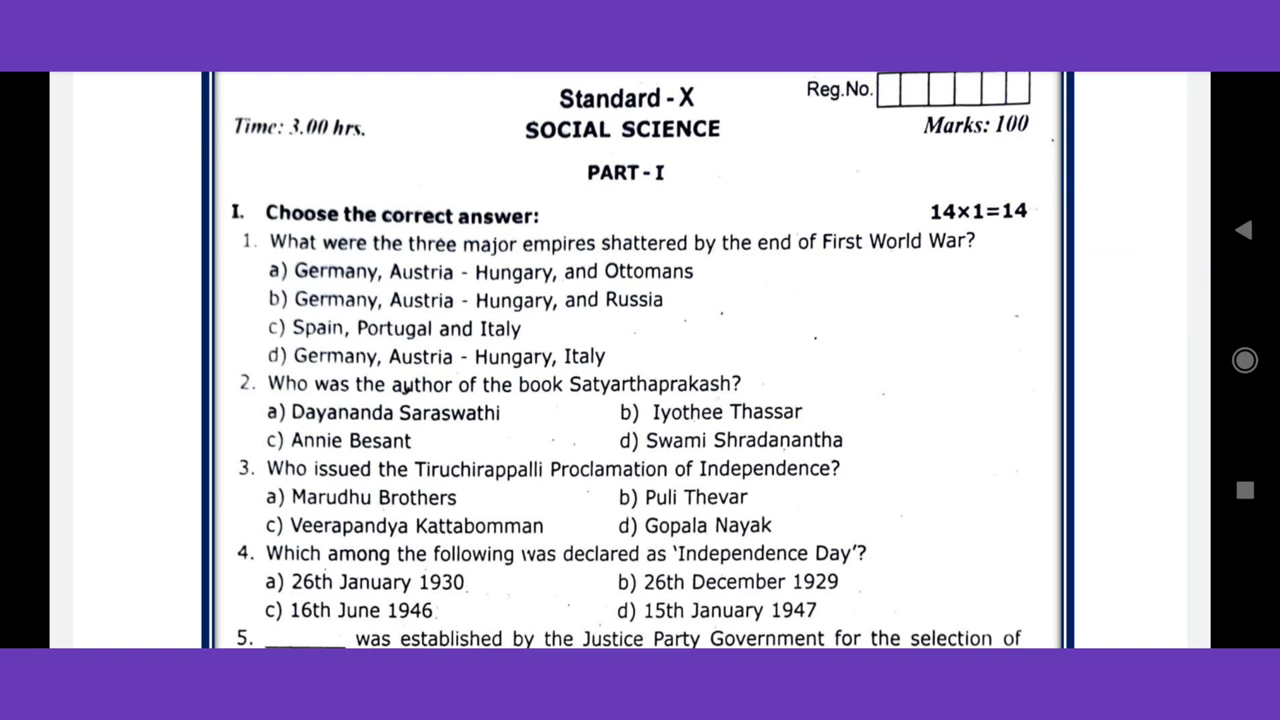 Reg.No.
Standard - X
Time: 3.00 hrs.
SOCIAL SCIENCE
Marks: 100
PART - I
I. Choose the correct answer: 14×1=14
1. What were the three major empires shattered by the end of First World War?
a) Germany, Austria - Hungary, and Ottomans
b) Germany, Austria - Hungary, and Russia
c) Spain, Portugal and Italy
d) Germany, Austria - Hungary, Italy
2. Who was the author of the book Satyarthaprakash?
a) Dayananda Saraswathi b) Iyothee Thassar
c) Annie Besant d) Swami Shradanantha
3. Who issued the Tiruchirappalli Proclamation of Independence?
a) Marudhu Brothers b) Puli Thevar
c) Veerapandya Kattabomman d) Gopala Nayak
4. Which among the following was declared as 'Independence Day'?
a) 26th January 1930 b) 26th December 1929
c) 16th June 1946 d) 15th January 1947
5. ________ was established by the Justice Party Government for the selection of